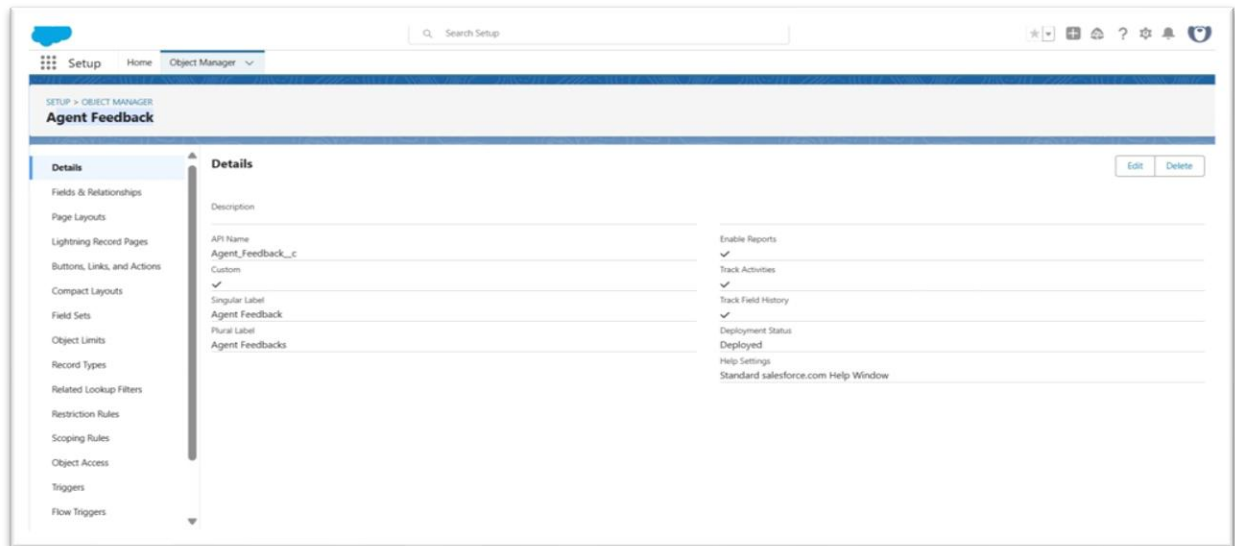 Search Setup
Setup Home Object Manager
SETUP > OBJECT MANAGER
Agent Feedback
Details
Fields & Relationships
Page Layouts
Lightning Record Pages
Buttons, Links, and Actions
Compact Layouts
Field Sets
Object Limits
Record Types
Related Lookup Filters
Restriction Rules
Scoping Rules
Object Access
Triggers
Flow Triggers
Details
Edit Delete
Description
API Name
Agent_Feedback__c
Custom
Singular Label
Agent Feedback
Plural Label
Agent Feedbacks
Enable Reports
Track Activities
Track Field History
Deployment Status
Deployed
Help Settings
Standard salesforce.com Help Window